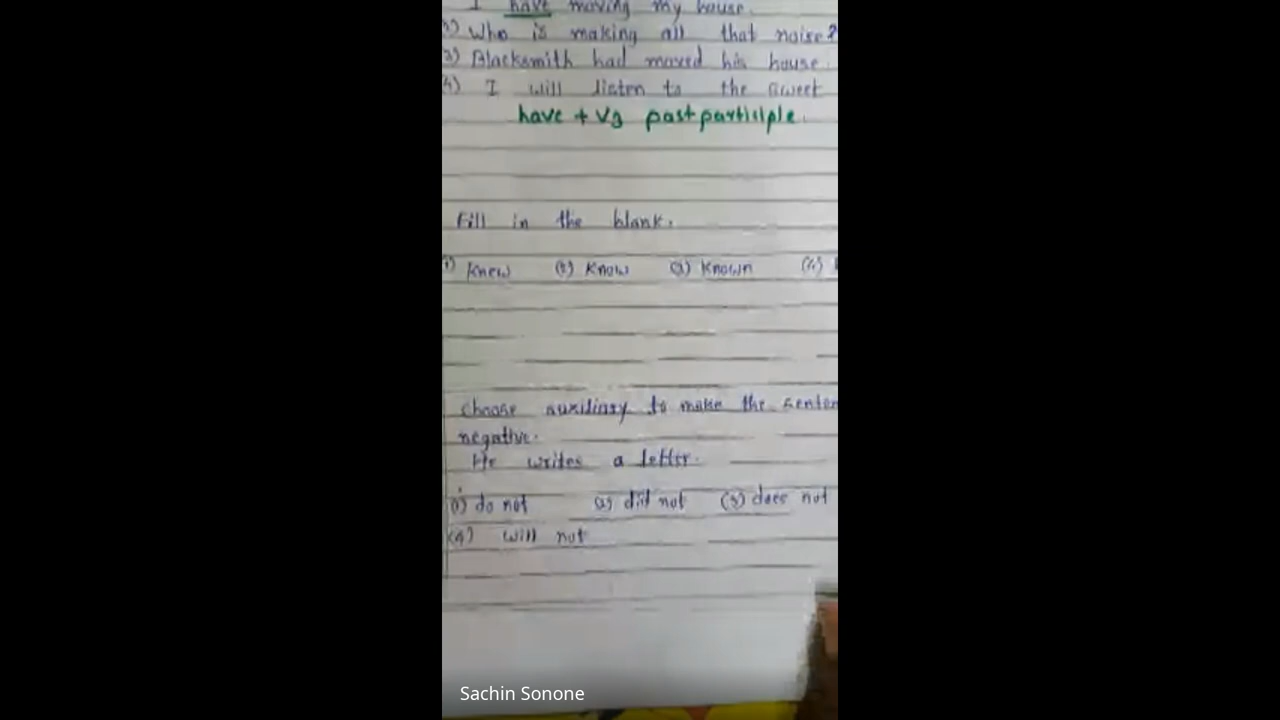 I have moving my house.
2) Who is making all that noise?
3) Blacksmith had moved his house.
4) I will listen to the sweet
have + V3 past participle.
Fill in the blank.
1) Knew (2) Know (3) Known (4)
Choose auxiliary to make the senten
negative.
He writes a letter.
(1) do not (2) did not (3) does not
(4) will not
Sachin Sonone